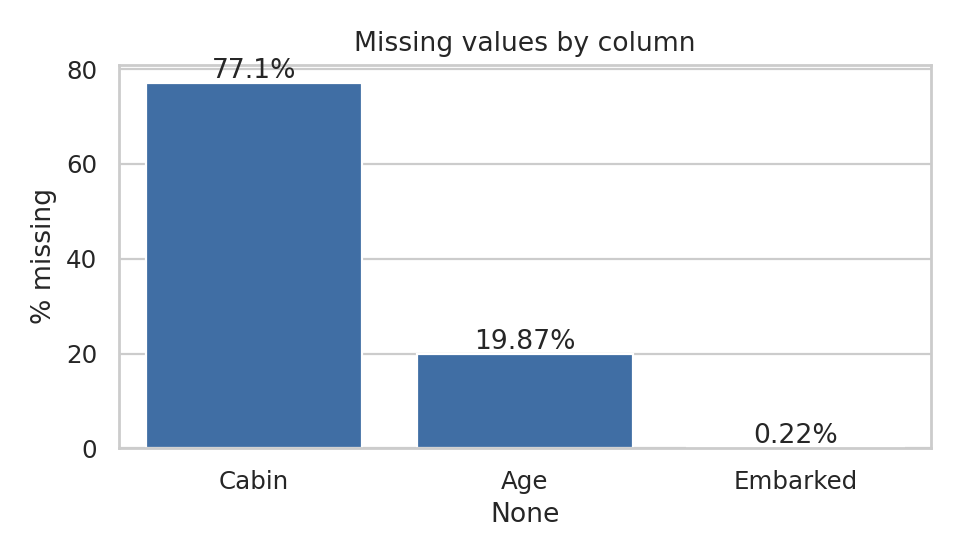 Missing values by column
% missing
80
60
40
20
0
77.1%
19.87%
0.22%
Cabin
Age
Embarked
None